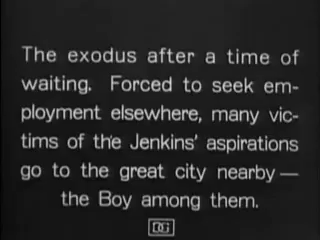 The exodus after a time of
waiting. Forced to seek em-
ployment elsewhere, many vic-
tims of the Jenkins' aspirations
go to the great city nearby —
the Boy among them.
DG